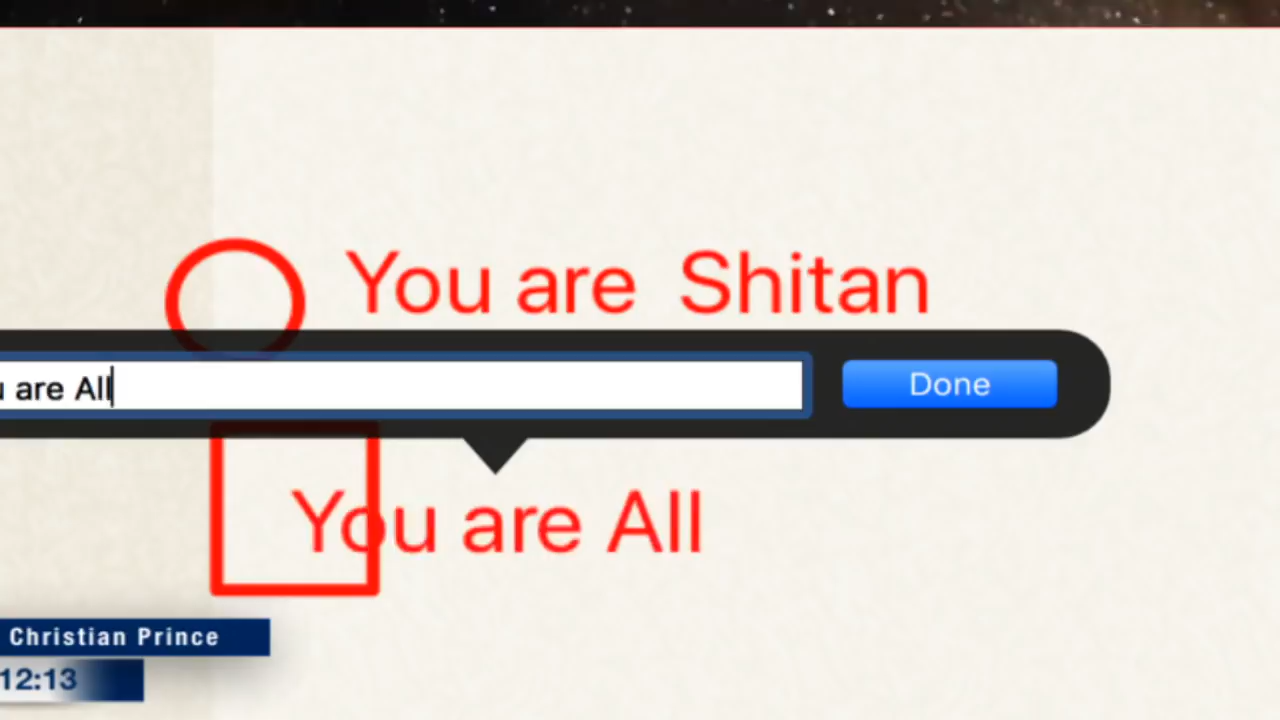 You are Shitan
u are All
Done
You are All
Christian Prince
12:13